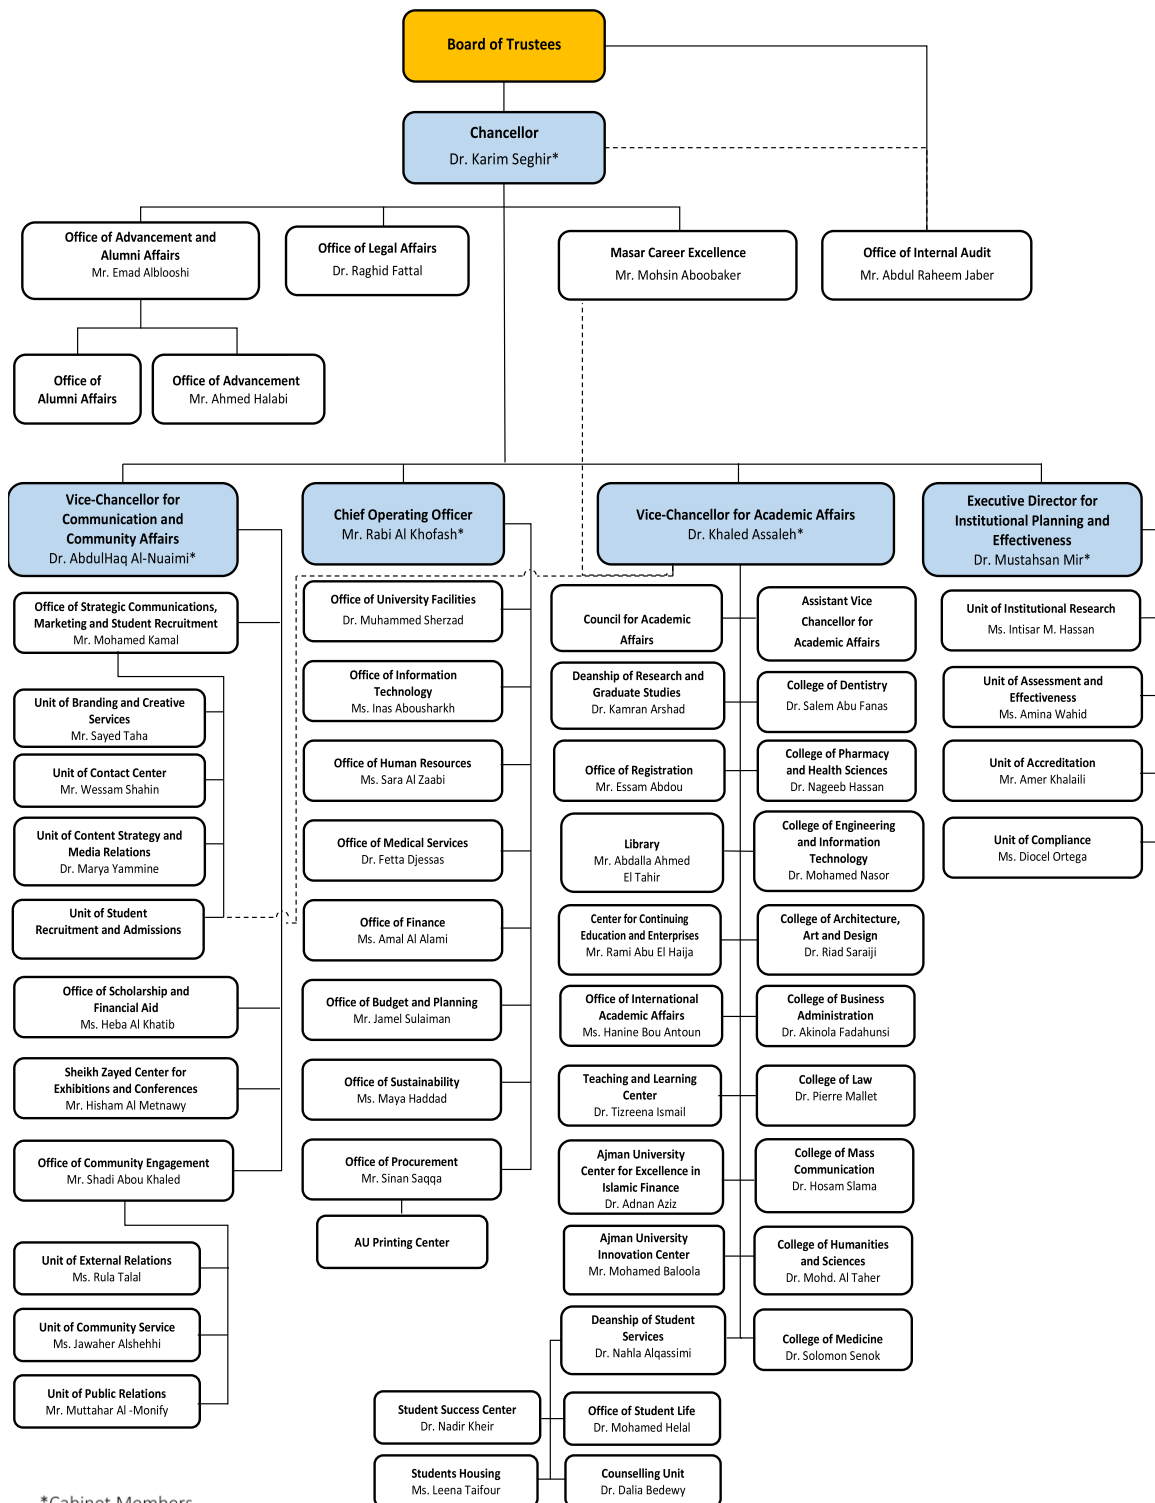 Board of Trustees
Chancellor
Dr. Karim Seghir*
Office of Advancement and
Alumni Affairs
Mr. Emad Alblooshi
Office of Legal Affairs
Dr. Raghid Fattal
Masar Career Excellence
Mr. Mohsin Aboobaker
Office of Internal Audit
Mr. Abdul Raheem Jaber
Office of
Alumni Affairs
Office of Advancement
Mr. Ahmed Halabi
Vice-Chancellor for
Communication and
Community Affairs
Dr. AbdulHaq Al-Nuaimi*
Chief Operating Officer
Mr. Rabi Al Khofash*
Vice-Chancellor for Academic Affairs
Dr. Khaled Assaleh*
Executive Director for
Institutional Planning and
Effectiveness
Dr. Mustahsan Mir*
Office of Strategic Communications,
Marketing and Student Recruitment
Mr. Mohamed Kamal
Unit of Branding and Creative
Services
Mr. Sayed Taha
Unit of Contact Center
Mr. Wessam Shahin
Unit of Content Strategy and
Media Relations
Dr. Marya Yammine
Unit of Student
Recruitment and Admissions
Office of Scholarship and
Financial Aid
Ms. Heba Al Khatib
Sheikh Zayed Center for
Exhibitions and Conferences
Mr. Hisham Al Metnawy
Office of Community Engagement
Mr. Shadi Abou Khaled
Unit of External Relations
Ms. Rula Talal
Unit of Community Service
Ms. Jawaher Alshehhi
Unit of Public Relations
Mr. Muttahar Al -Monify
Office of University Facilities
Dr. Muhammed Sherzad
Office of Information
Technology
Ms. Inas Abousharkh
Office of Human Resources
Ms. Sara Al Zaabi
Office of Medical Services
Dr. Fetta Djessas
Office of Finance
Ms. Amal Al Alami
Office of Budget and Planning
Mr. Jamel Sulaiman
Office of Sustainability
Ms. Maya Haddad
Office of Procurement
Mr. Sinan Saqqa
AU Printing Center
Council for Academic
Affairs
Deanship of Research and
Graduate Studies
Dr. Kamran Arshad
Office of Registration
Mr. Essam Abdou
Library
Mr. Abdalla Ahmed
El Tahir
Center for Continuing
Education and Enterprises
Mr. Rami Abu El Haija
Office of International
Academic Affairs
Ms. Hanine Bou Antoun
Teaching and Learning
Center
Dr. Tizreena Ismail
Ajman University
Center for Excellence in
Islamic Finance
Dr. Adnan Aziz
Ajman University
Innovation Center
Mr. Mohamed Baloola
Deanship of Student
Services
Dr. Nahla Alqassimi
Assistant Vice
Chancellor for
Academic Affairs
College of Dentistry
Dr. Salem Abu Fanas
College of Pharmacy
and Health Sciences
Dr. Nageeb Hassan
College of Engineering
and Information
Technology
Dr. Mohamed Nasor
College of Architecture,
Art and Design
Dr. Riad Saraiji
College of Business
Administration
Dr. Akinola Fadahunsi
College of Law
Dr. Pierre Mallet
College of Mass
Communication
Dr. Hosam Slama
College of Humanities
and Sciences
Dr. Mohd. Al Taher
College of Medicine
Dr. Solomon Senok
Unit of Institutional Research
Ms. Intisar M. Hassan
Unit of Assessment and
Effectiveness
Ms. Amina Wahid
Unit of Accreditation
Mr. Amer Khalaili
Unit of Compliance
Ms. Diocel Ortega
Student Success Center
Dr. Nadir Kheir
Office of Student Life
Dr. Mohamed Helal
Students Housing
Ms. Leena Taifour
Counselling Unit
Dr. Dalia Bedewy
*Cabinet Members